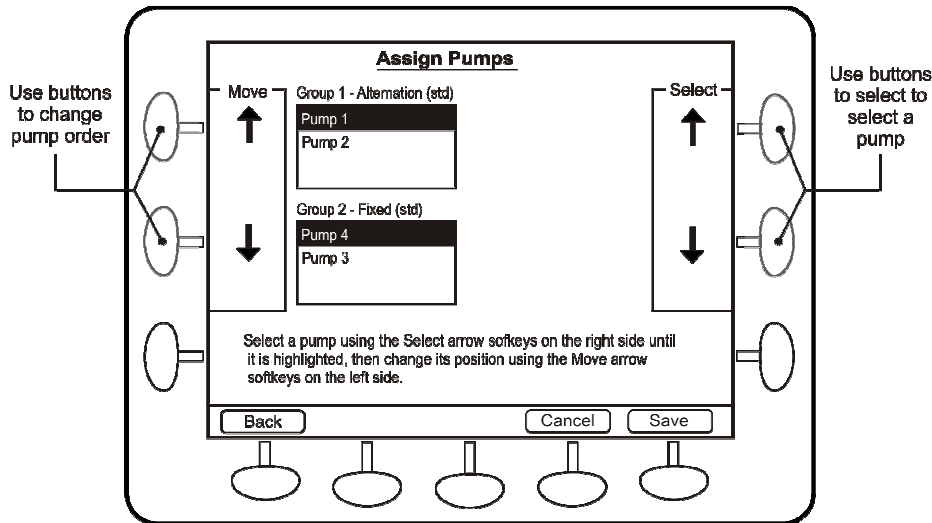 Assign Pumps
Use buttons
to change
pump order
Move
Group 1 - Alternation (std)
Pump 1
Pump 2
Group 2 - Fixed (std)
Pump 4
Pump 3
Select
Use buttons
to select to
select a
pump
Select a pump using the Select arrow sofkeys on the right side until
it is highlighted, then change its position using the Move arrow
softkeys on the left side.
Back
Cancel
Save